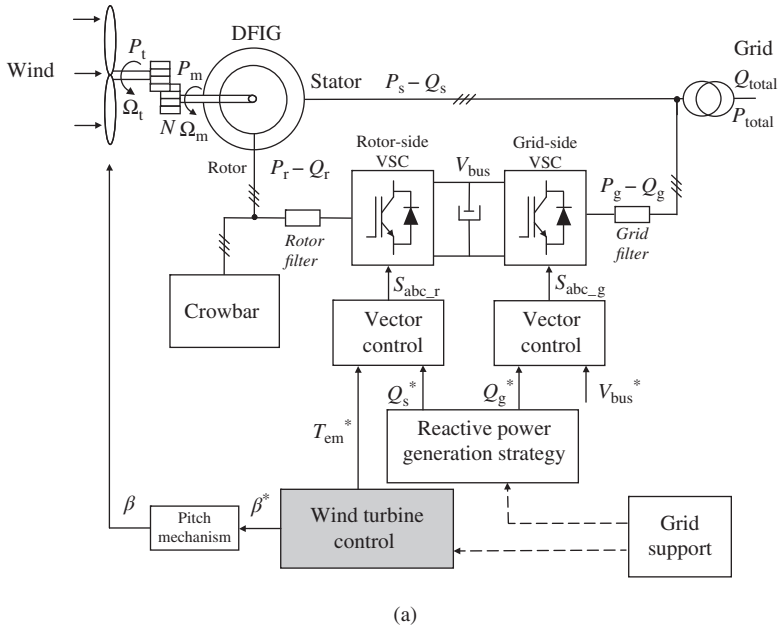 DFIG
Grid
Wind
P_t
P_m
Stator
P_s – Q_s
Q_total
P_total
Ω_t
N
Ω_m
Rotor
P_r – Q_r
Rotor-side
VSC
V_bus
Grid-side
VSC
P_g – Q_g
Rotor
filter
Grid
filter
Crowbar
S_abc_r
S_abc_g
Vector
control
Vector
control
Q_s^*
Q_g^*
V_bus^*
T_em^*
Reactive power
generation strategy
β
β^*
Pitch
mechanism
Wind turbine
control
Grid
support
(a)